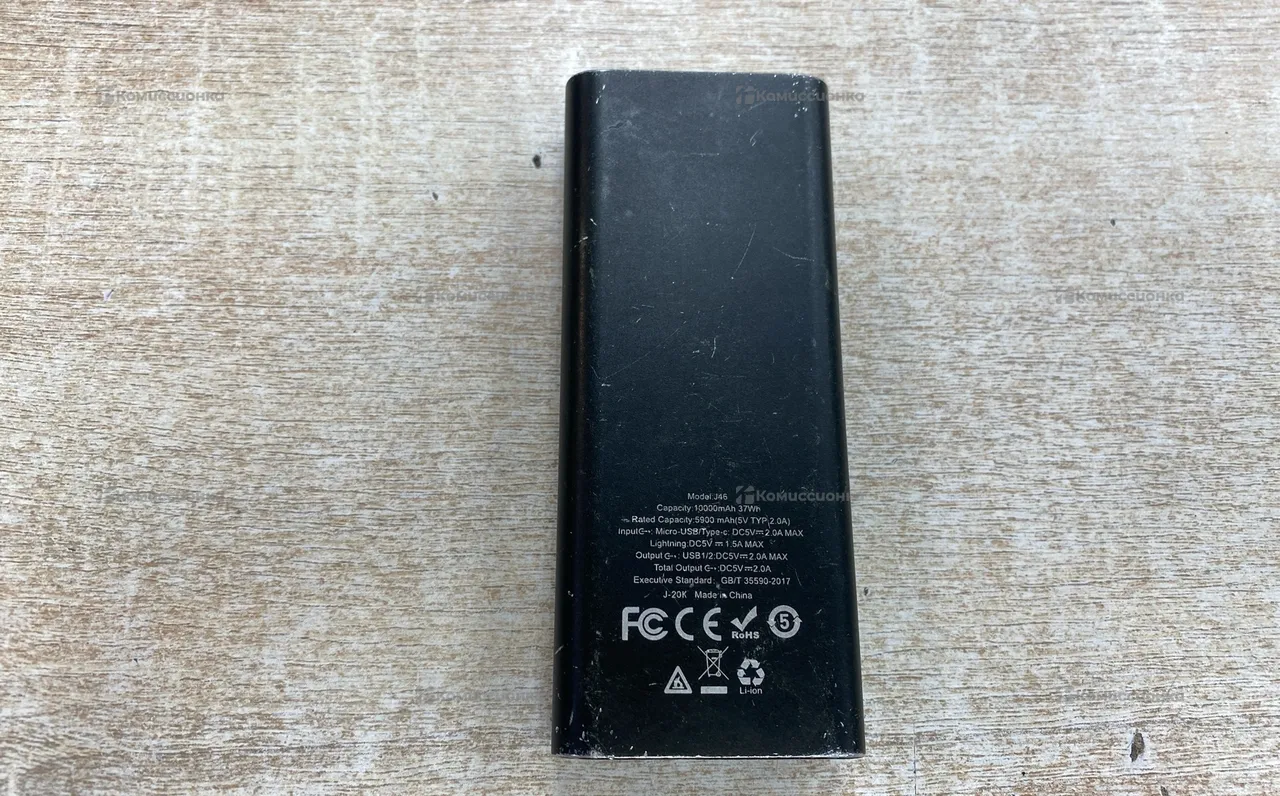 Комиссионка
Комиссионко
Комиссионка
Комиссионка
Комиссион
Model:J46
Capacity:10000mAh 37Wh
Rated Capacity:5900 mAh(5V TYP 2.0A)
Input: Micro-USB/Type-c: DC5V⎓2.0A MAX
Lightning:DC5V⎓1.5A MAX
Output: USB1/2:DC5V⎓2.0A MAX
Total Output:DC5V⎓2.0A
Executive Standard: GB/T 35590-2017
J-20K Made in China
FC CE RoHS 5
Li-ion